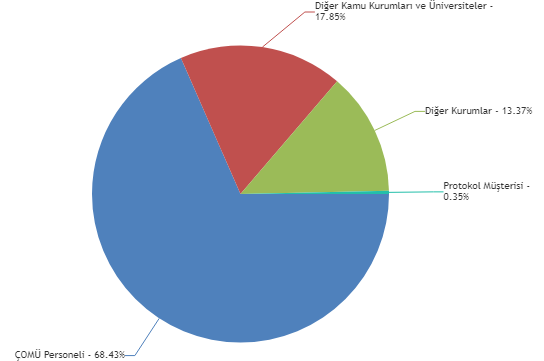 Diğer Kamu Kurumları ve Üniversiteler -
17.85%
Diğer Kurumlar - 13.37%
Protokol Müşterisi -
0.35%
ÇOMÜ Personeli - 68.43%